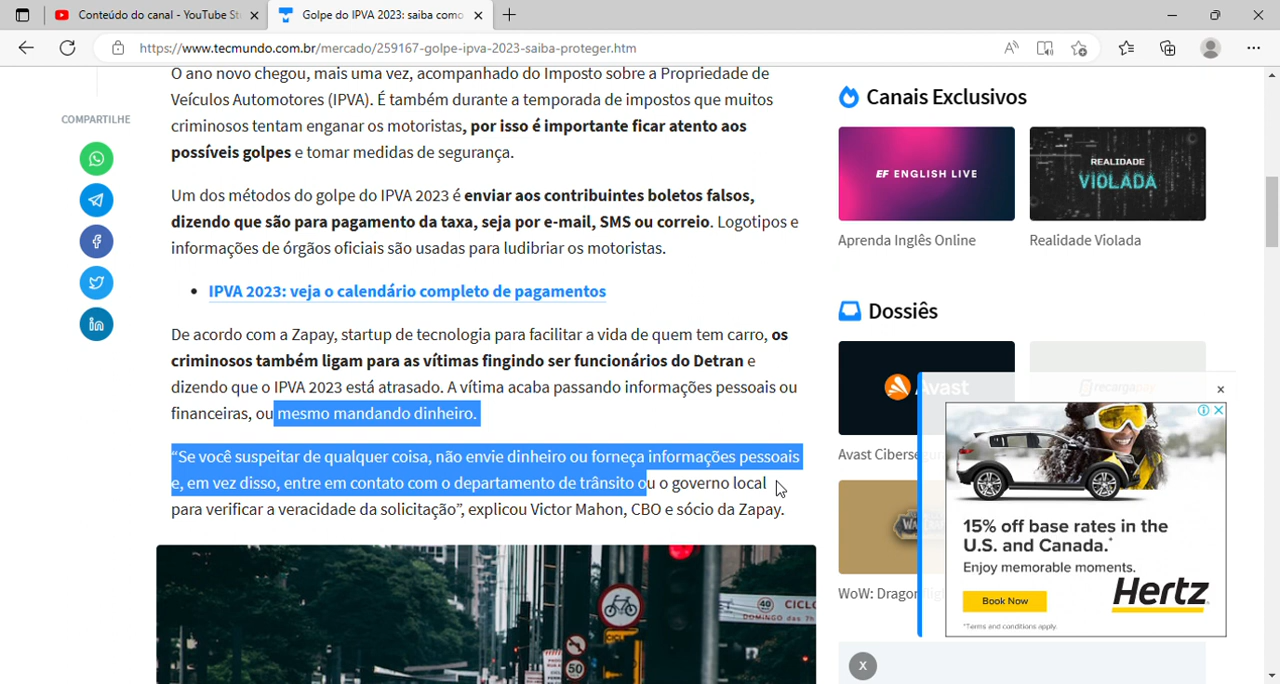 Conteúdo do canal - YouTube St
Golpe do IPVA 2023: saiba como
https://www.tecmundo.com.br/mercado/259167-golpe-ipva-2023-saiba-proteger.htm
COMPARTILHE
O ano novo chegou, mais uma vez, acompanhado do Imposto sobre a Propriedade de
Veículos Automotores (IPVA). É também durante a temporada de impostos que muitos
criminosos tentam enganar os motoristas, por isso é importante ficar atento aos
possíveis golpes e tomar medidas de segurança.
Um dos métodos do golpe do IPVA 2023 é enviar aos contribuintes boletos falsos,
dizendo que são para pagamento da taxa, seja por e-mail, SMS ou correio. Logotipos e
informações de órgãos oficiais são usadas para ludibriar os motoristas.
• IPVA 2023: veja o calendário completo de pagamentos
De acordo com a Zapay, startup de tecnologia para facilitar a vida de quem tem carro, os
criminosos também ligam para as vítimas fingindo ser funcionários do Detran e
dizendo que o IPVA 2023 está atrasado. A vítima acaba passando informações pessoais ou
financeiras, ou mesmo mandando dinheiro.
“Se você suspeitar de qualquer coisa, não envie dinheiro ou forneça informações pessoais
e, em vez disso, entre em contato com o departamento de trânsito ou o governo local
para verificar a veracidade da solicitação”, explicou Victor Mahon, CBO e sócio da Zapay.
40 CICLO
DOMINGO das 7h
50
Canais Exclusivos
EF ENGLISH LIVE
REALIDADE
VIOLADA
Aprenda Inglês Online
Realidade Violada
Dossiês
Avast
recargapay
Avast Cibersegur
WoW: Dragonflight
15% off base rates in the
U.S. and Canada.*
Enjoy memorable moments.
Book Now
Hertz
*Terms and conditions apply.
X